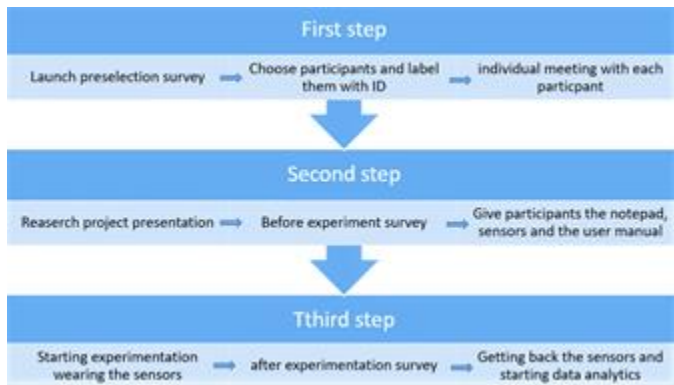 First step
Launch preselection survey
Choose participants and label
them with ID
individual meeting with each
particpant
Second step
Reaserch project presentation
Before experiment survey
Give participants the notepad,
sensors and the user manual
Tthird step
Starting experimentation
wearing the sensors
after experimentation survey
Getting back the sensors and
starting data analytics